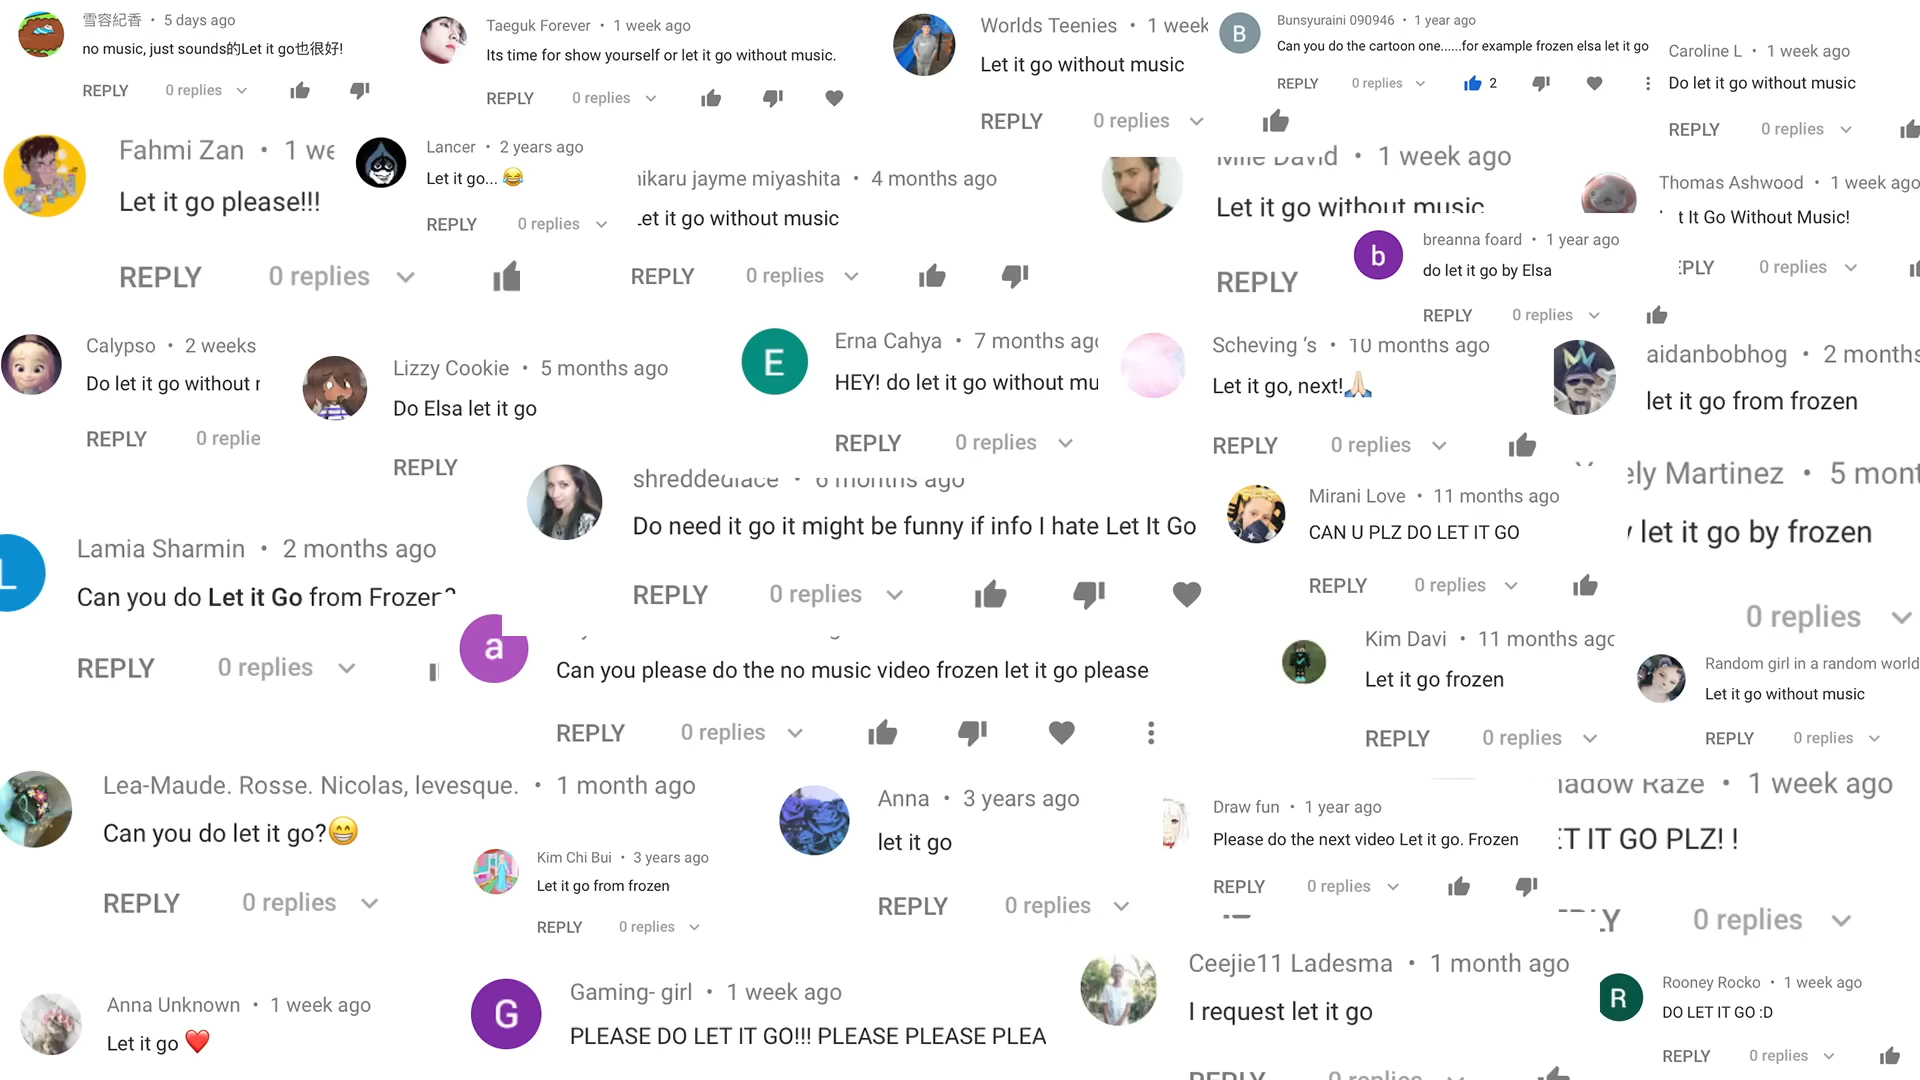 雪容紀香 • 5 days ago
no music, just sounds的Let it go也很好!
REPLY 0 replies
Taeguk Forever • 1 week ago
Its time for show yourself or let it go without music.
REPLY 0 replies
Worlds Teenies • 1 week
Let it go without music
REPLY 0 replies
B
Bunsyuraini 090946 • 1 year ago
Can you do the cartoon one......for example frozen elsa let it go
REPLY 0 replies 2
Caroline L • 1 week ago
Do let it go without music
REPLY 0 replies
Fahmi Zan • 1 we
Let it go please!!!
REPLY 0 replies
Lancer • 2 years ago
Let it go... 😂
REPLY 0 replies
hikaru jayme miyashita • 4 months ago
Let it go without music
REPLY 0 replies
David • 1 week ago
Let it go without music
REPLY
Thomas Ashwood • 1 week ago
t It Go Without Music!
EPLY 0 replies
b
breanna foard • 1 year ago
do let it go by Elsa
REPLY 0 replies
Calypso • 2 weeks
Do let it go without r
REPLY 0 replie
Lizzy Cookie • 5 months ago
Do Elsa let it go
REPLY
E
Erna Cahya • 7 months ago
HEY! do let it go without mu
REPLY 0 replies
Scheving ‘s • 10 months ago
Let it go, next!🙏🏻
REPLY 0 replies
aidanbobhog • 2 months
let it go from frozen
shreddedlace • 6 months ago
Do need it go it might be funny if info I hate Let It Go
REPLY 0 replies
Mirani Love • 11 months ago
CAN U PLZ DO LET IT GO
REPLY 0 replies
ely Martinez • 5 mont
y let it go by frozen
0 replies
L
Lamia Sharmin • 2 months ago
Can you do Let it Go from Frozen?
REPLY 0 replies
a
Can you please do the no music video frozen let it go please
REPLY 0 replies
Kim Davi • 11 months ago
Let it go frozen
REPLY 0 replies
Random girl in a random world
Let it go without music
REPLY 0 replies
Lea-Maude. Rosse. Nicolas, levesque. • 1 month ago
Can you do let it go?😁
REPLY 0 replies
Kim Chi Bui • 3 years ago
Let it go from frozen
REPLY 0 replies
Anna • 3 years ago
let it go
REPLY 0 replies
Draw fun • 1 year ago
Please do the next video Let it go. Frozen
REPLY 0 replies
hadow Raze • 1 week ago
ET IT GO PLZ! !
EPLY 0 replies
Anna Unknown • 1 week ago
Let it go ❤️
G
Gaming- girl • 1 week ago
PLEASE DO LET IT GO!!! PLEASE PLEASE PLEA
Ceejie11 Ladesma • 1 month ago
I request let it go
REPLY 0 replies
R
Rooney Rocko • 1 week ago
DO LET IT GO :D
REPLY 0 replies